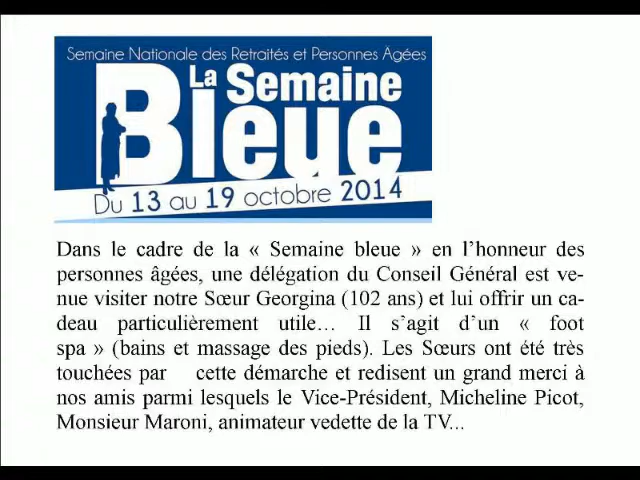 Semaine Nationale des Retraités et Personnes Âgées
La Semaine
Bleue
Du 13 au 19 octobre 2014
Dans le cadre de la « Semaine bleue » en l’honneur des
personnes âgées, une délégation du Conseil Général est ve-
nue visiter notre Sœur Georgina (102 ans) et lui offrir un ca-
deau particulièrement utile… Il s’agit d’un « foot
spa » (bains et massage des pieds). Les Sœurs ont été très
touchées par cette démarche et redisent un grand merci à
nos amis parmi lesquels le Vice-Président, Micheline Picot,
Monsieur Maroni, animateur vedette de la TV...